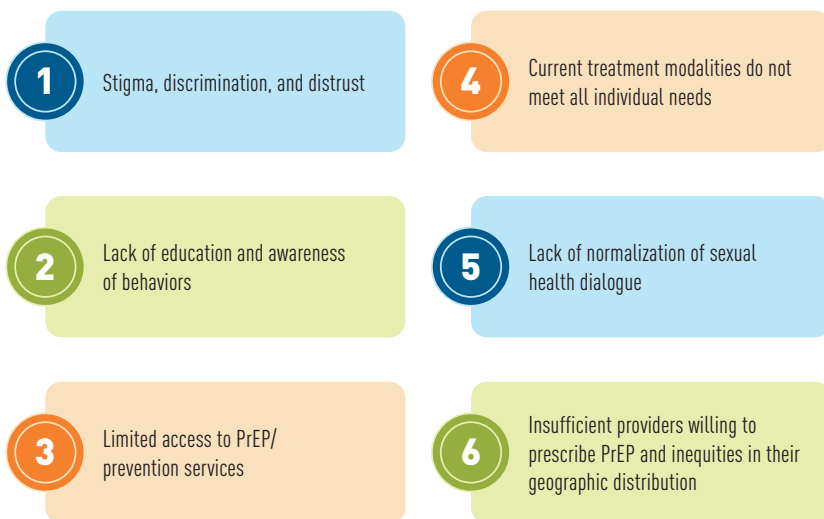 1
Stigma, discrimination, and distrust
2
Lack of education and awareness
of behaviors
3
Limited access to PrEP/
prevention services
4
Current treatment modalities do not
meet all individual needs
5
Lack of normalization of sexual
health dialogue
6
Insufficient providers willing to
prescribe PrEP and inequities in their
geographic distribution